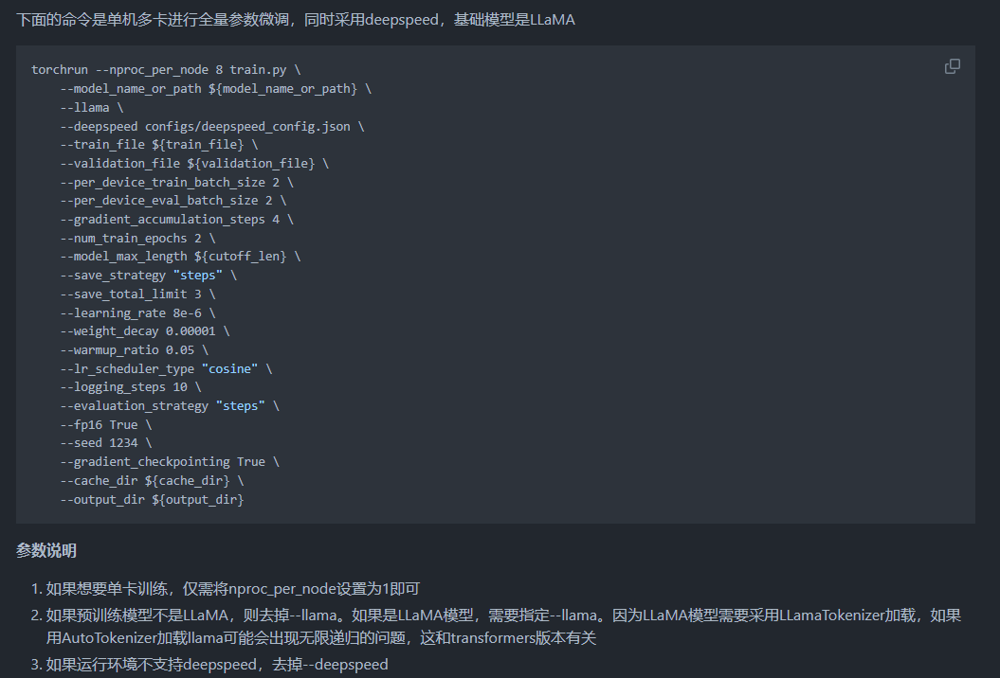 下面的命令是单机多卡进行全量参数微调，同时采用deepspeed，基础模型是LLaMA
torchrun --nproc_per_node 8 train.py \
    --model_name_or_path ${model_name_or_path} \
    --llama \
    --deepspeed configs/deepspeed_config.json \
    --train_file ${train_file} \
    --validation_file ${validation_file} \
    --per_device_train_batch_size 2 \
    --per_device_eval_batch_size 2 \
    --gradient_accumulation_steps 4 \
    --num_train_epochs 2 \
    --model_max_length ${cutoff_len} \
    --save_strategy "steps" \
    --save_total_limit 3 \
    --learning_rate 8e-6 \
    --weight_decay 0.00001 \
    --warmup_ratio 0.05 \
    --lr_scheduler_type "cosine" \
    --logging_steps 10 \
    --evaluation_strategy "steps" \
    --fp16 True \
    --seed 1234 \
    --gradient_checkpointing True \
    --cache_dir ${cache_dir} \
    --output_dir ${output_dir}
参数说明
1. 如果想要单卡训练，仅需将nproc_per_node设置为1即可
2. 如果预训练模型不是LLaMA，则去掉--llama。如果是LLaMA模型，需要指定--llama。因为LLaMA模型需要采用LLamaTokenizer加载，如果
用AutoTokenizer加载llama可能会出现无限递归的问题，这和transformers版本有关
3. 如果运行环境不支持deepspeed，去掉--deepspeed